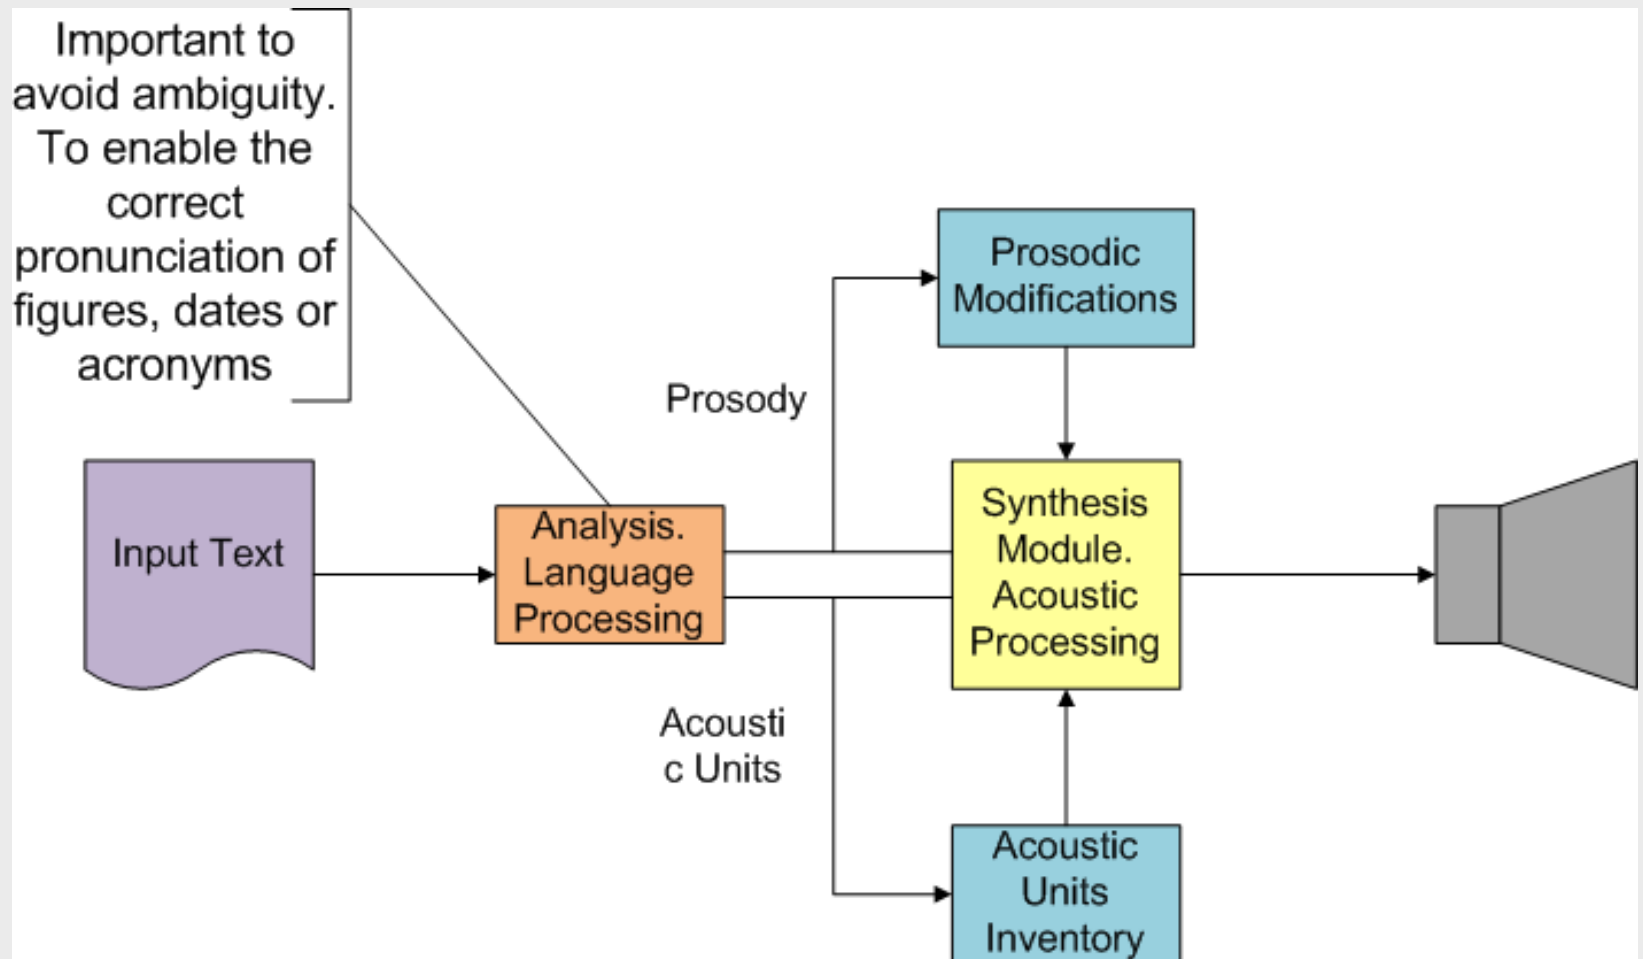 Important to
avoid ambiguity.
To enable the
correct
pronunciation of
figures, dates or
acronyms
Prosodic
Modifications
Prosody
Input Text
Analysis.
Language
Processing
Synthesis
Module.
Acoustic
Processing
Acousti
c Units
Acoustic
Units
Inventory